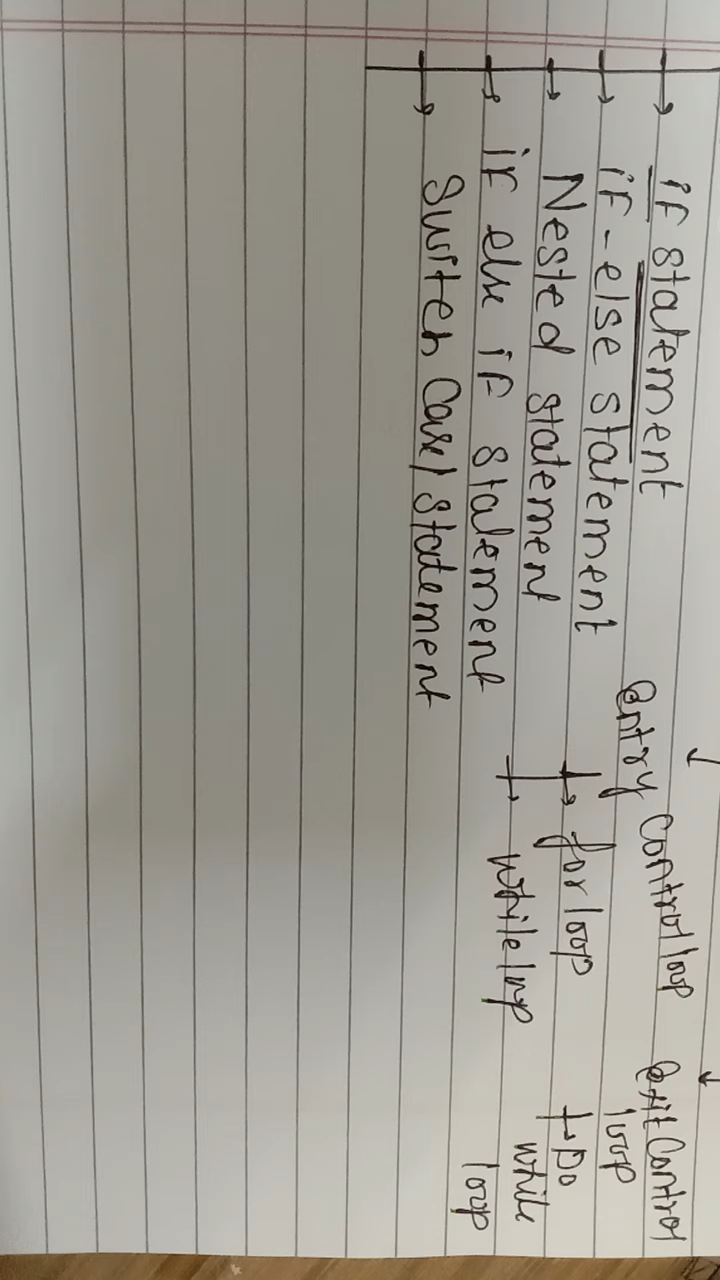 if statement
if-else statement
Nested statement
if else if statement
Switch Case/statement
entry Control loop
for loop
while loop
exit Control
loop
Do
while
loop